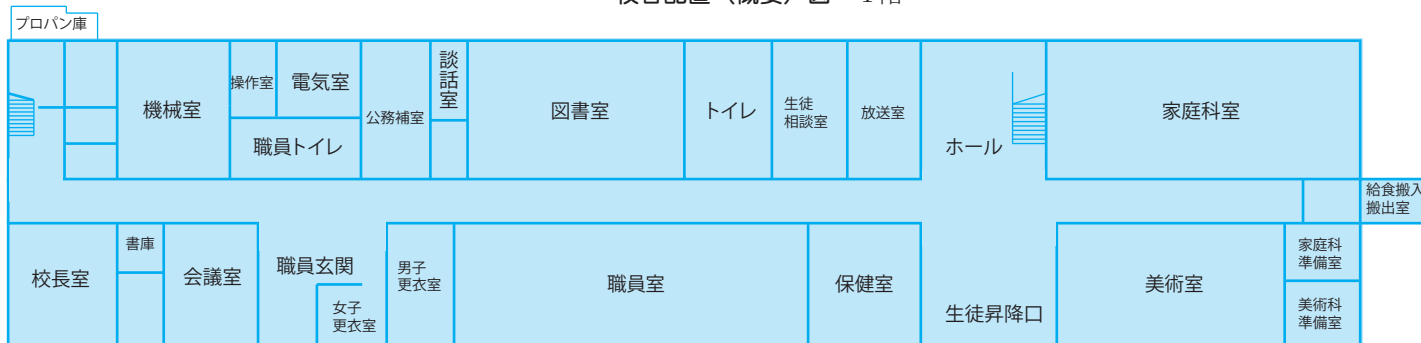 プロパン庫
機械室
操作室
電気室
職員トイレ
公務補室
談話室
図書室
トイレ
生徒
相談室
放送室
ホール
家庭科室
給食搬入
搬出室
校長室
書庫
会議室
職員玄関
女子
更衣室
男子
更衣室
職員室
保健室
生徒昇降口
美術室
家庭科
準備室
美術科
準備室